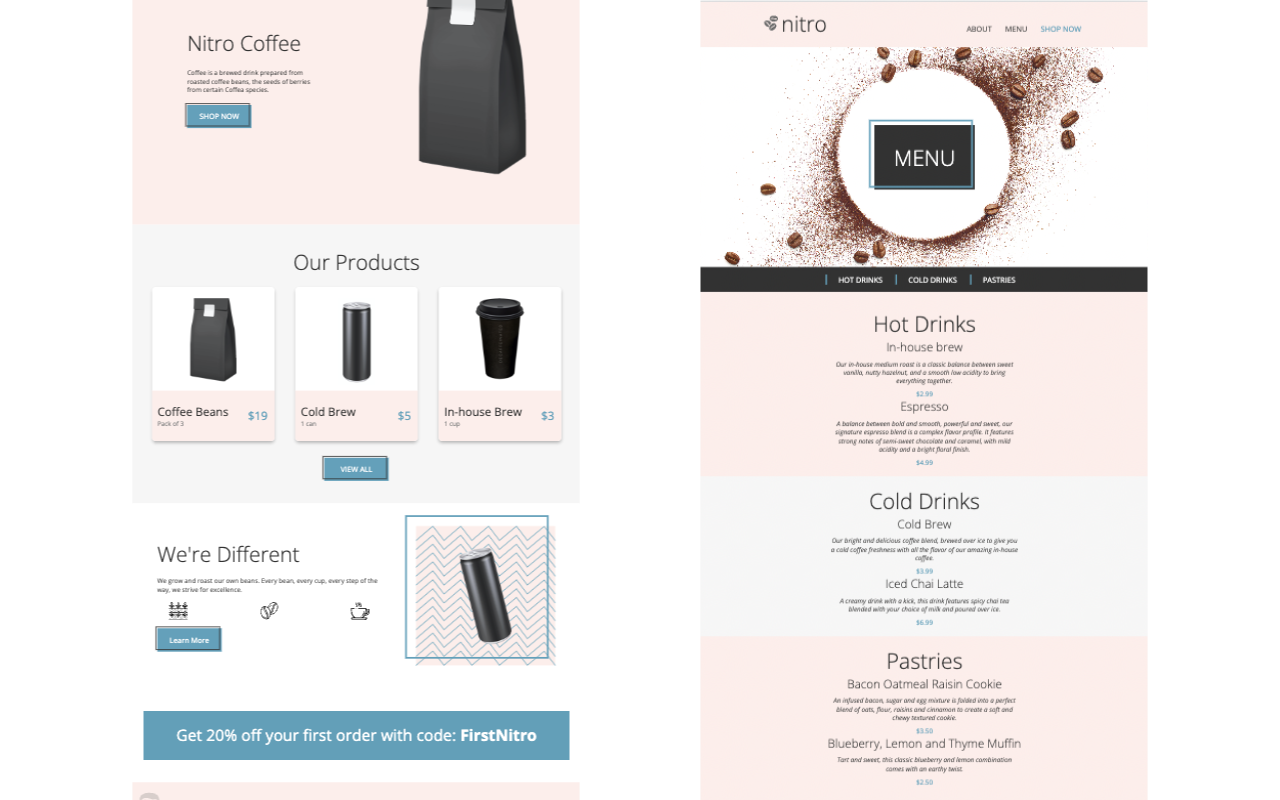 Nitro Coffee
Coffee is a brewed drink prepared from
roasted coffee beans, the seeds of berries
from certain Coffea species.
SHOP NOW
Our Products
Coffee Beans
Pack of 3
$19
Cold Brew
1 can
$5
In-house Brew
1 cup
$3
VIEW ALL
We're Different
We grow and roast our own beans. Every bean, every cup, every step of the
way, we strive for excellence.
Learn More
Get 20% off your first order with code: FirstNitro
nitro
ABOUT MENU SHOP NOW
MENU
HOT DRINKS COLD DRINKS PASTRIES
Hot Drinks
In-house brew
Our in-house medium roast is a classic balance between sweet
vanilla, nutty hazelnut, and a smooth low acidity to bring
everything together.
$2.99
Espresso
A balance between bold and smooth, powerful and sweet, our
signature espresso blend is a complex flavor profile. It features
strong notes of semi-sweet chocolate and caramel, with mild
acidity and a bright floral finish.
$4.99
Cold Drinks
Cold Brew
Our bright and delicious coffee blend, brewed over ice to give you
a cold coffee freshness with all the flavor of our amazing in-house
coffee.
$3.99
Iced Chai Latte
A creamy drink with a kick, this drink features spicy chai tea
blended with your choice of milk and poured over ice.
$6.99
Pastries
Bacon Oatmeal Raisin Cookie
An infused bacon, sugar and egg mixture is folded into a perfect
blend of oats, flour, raisins and cinnamon to create a soft and
chewy textured cookie.
$3.50
Blueberry, Lemon and Thyme Muffin
Tart and sweet, this classic blueberry and lemon combination
comes with an earthy twist.
$2.50